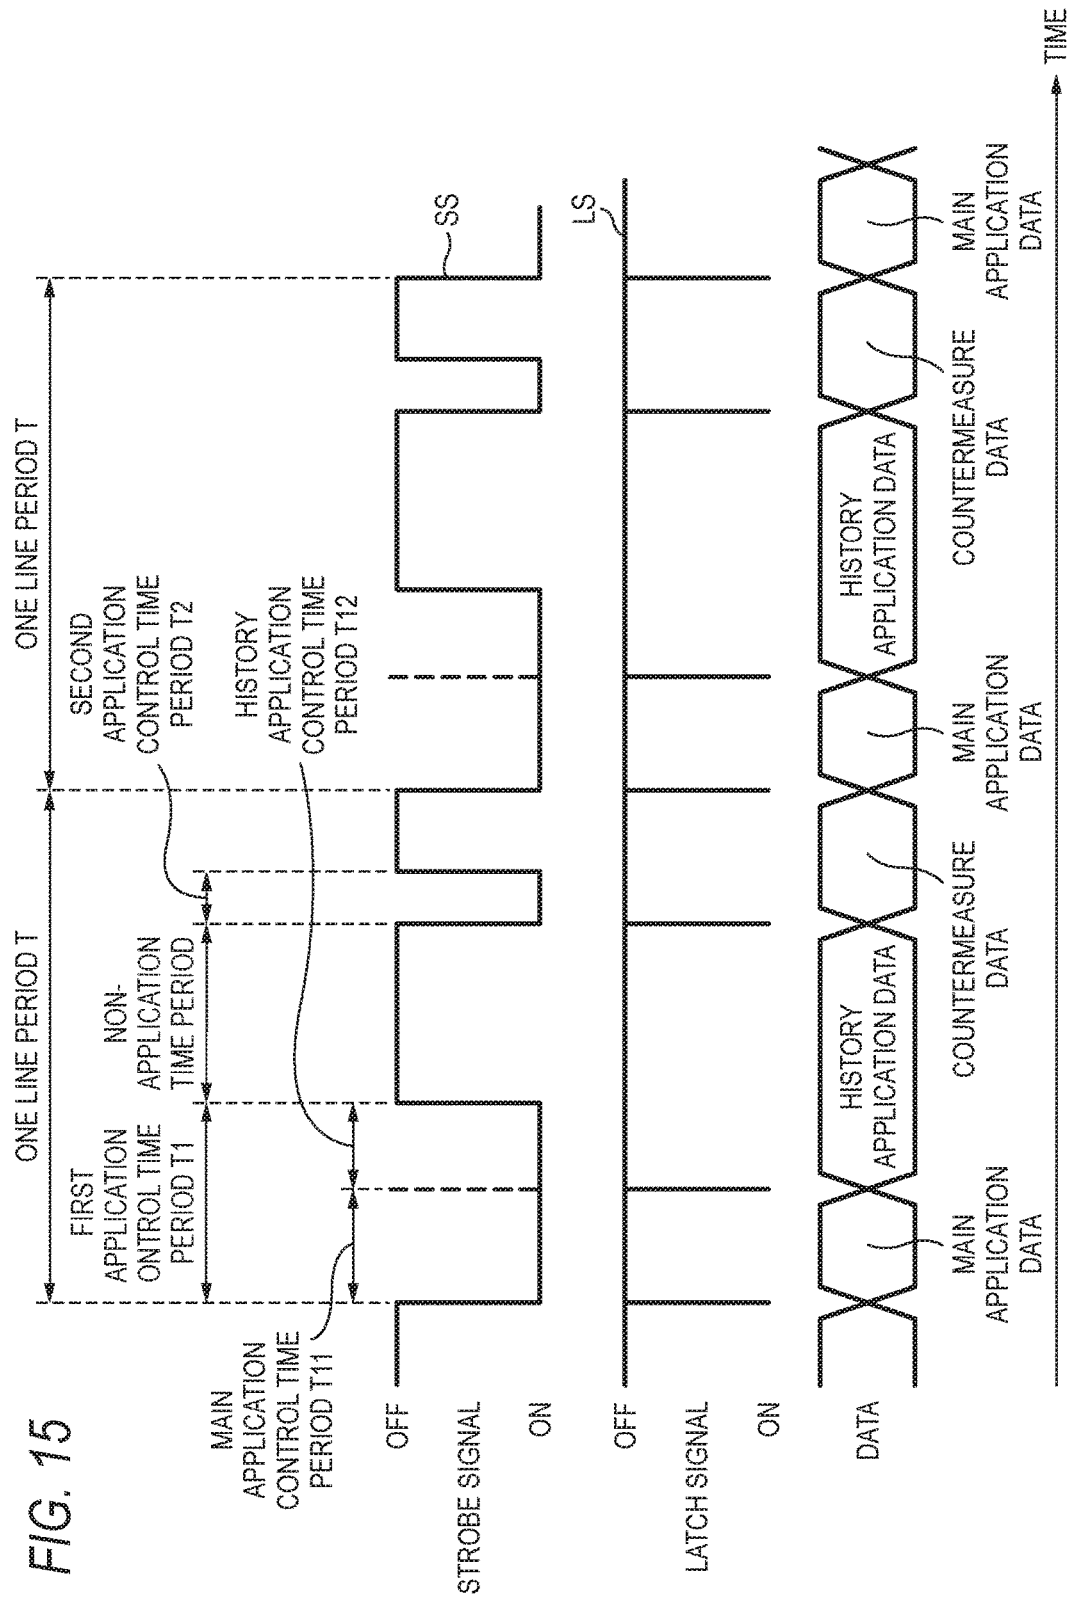 FIG. 15
ONE LINE PERIOD T
ONE LINE PERIOD T
FIRST
APPLICATION
ONTROL TIME
PERIOD T1
NON-
APPLICATION
TIME PERIOD
SECOND
APPLICATION
CONTROL TIME
PERIOD T2
MAIN
APPLICATION
CONTROL TIME
PERIOD T11
HISTORY
APPLICATION
CONTROL TIME
PERIOD T12
OFF
STROBE SIGNAL
ON
SS
OFF
LATCH SIGNAL
ON
LS
DATA
HISTORY
APPLICATION DATA
HISTORY
APPLICATION DATA
MAIN
APPLICATION
DATA
COUNTERMEASURE
DATA
MAIN
APPLICATION
DATA
COUNTERMEASURE
DATA
MAIN
APPLICATION
DATA
TIME